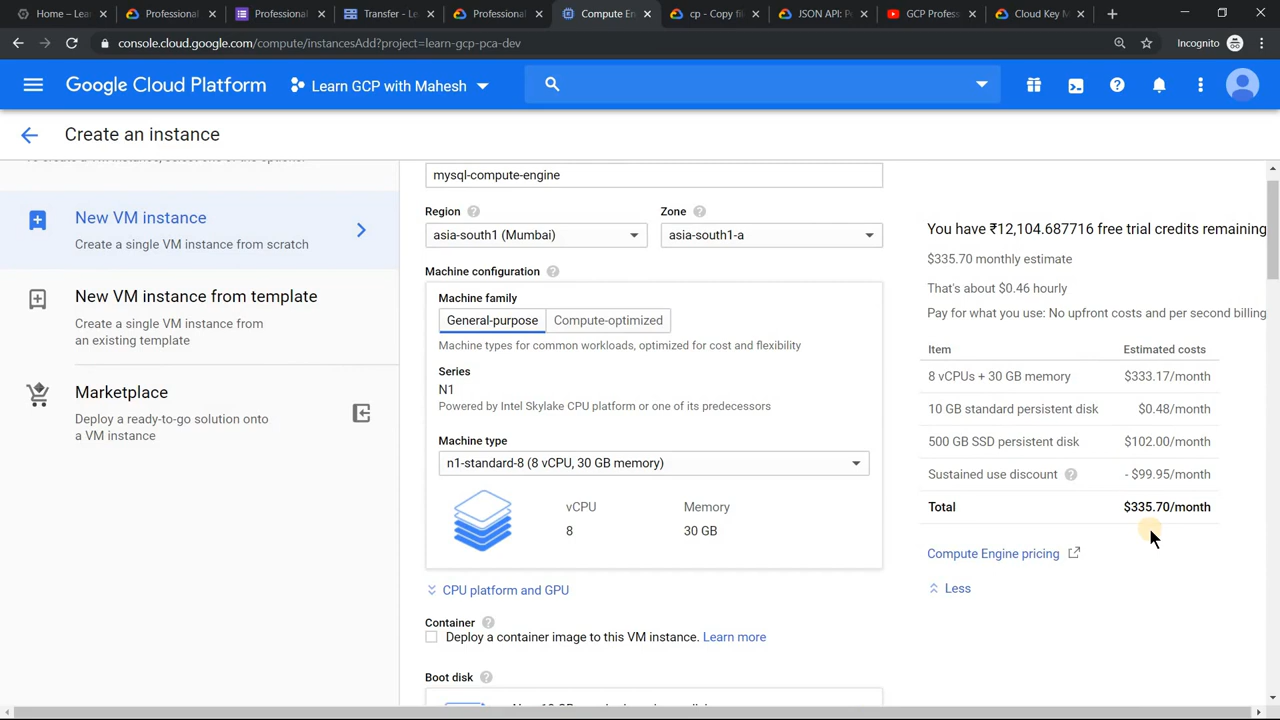 Home – Lear
Professional
Professional
Transfer - Le
Professional
Compute En
cp - Copy fil
JSON API: P
GCP Profess
Cloud Key M
console.cloud.google.com/compute/instancesAdd?project=learn-gcp-pca-dev
Incognito
Google Cloud Platform
Learn GCP with Mahesh
Create an instance
New VM instance
Create a single VM instance from scratch
New VM instance from template
Create a single VM instance from
an existing template
Marketplace
Deploy a ready-to-go solution onto
a VM instance
mysql-compute-engine
Region
Zone
asia-south1 (Mumbai)
asia-south1-a
Machine configuration
Machine family
General-purpose
Compute-optimized
Machine types for common workloads, optimized for cost and flexibility
Series
N1
Powered by Intel Skylake CPU platform or one of its predecessors
Machine type
n1-standard-8 (8 vCPU, 30 GB memory)
vCPU
Memory
8
30 GB
CPU platform and GPU
Container
Deploy a container image to this VM instance. Learn more
Boot disk
You have ₹12,104.687716 free trial credits remaining
$335.70 monthly estimate
That's about $0.46 hourly
Pay for what you use: No upfront costs and per second billing
Item Estimated costs
8 vCPUs + 30 GB memory $333.17/month
10 GB standard persistent disk $0.48/month
500 GB SSD persistent disk $102.00/month
Sustained use discount - $99.95/month
Total $335.70/month
Compute Engine pricing
Less